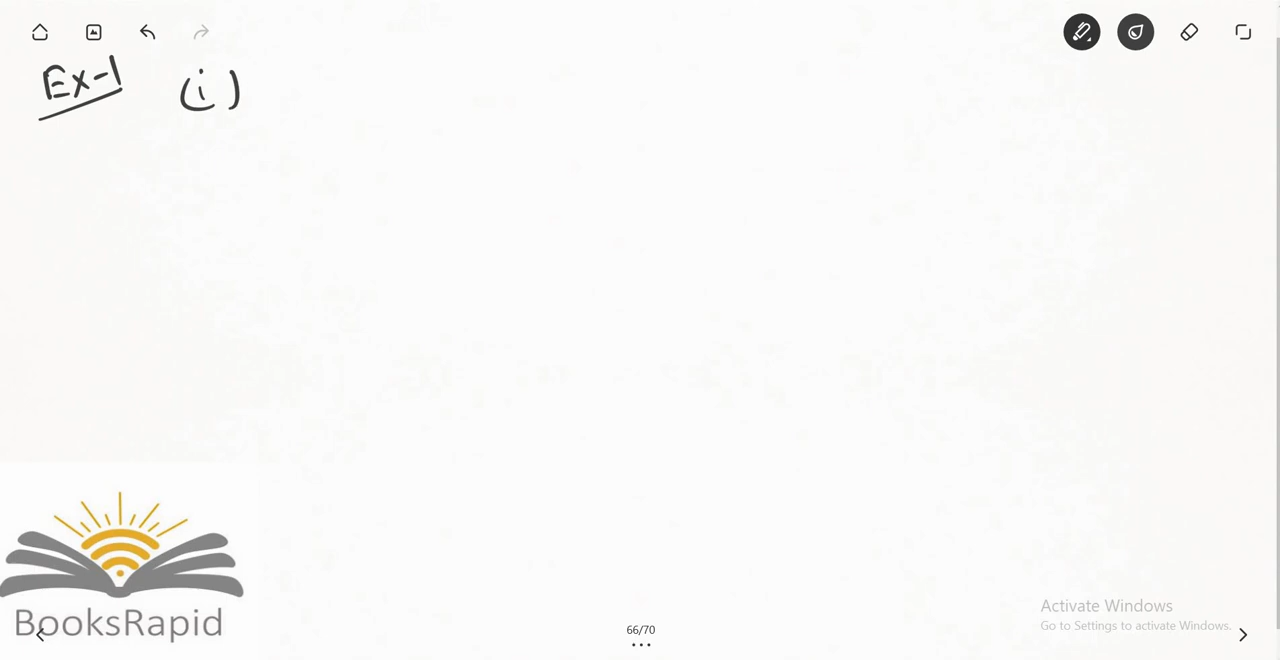 Ex-1 (i)
BooksRapid
66/70
Activate Windows
Go to Settings to activate Windows.